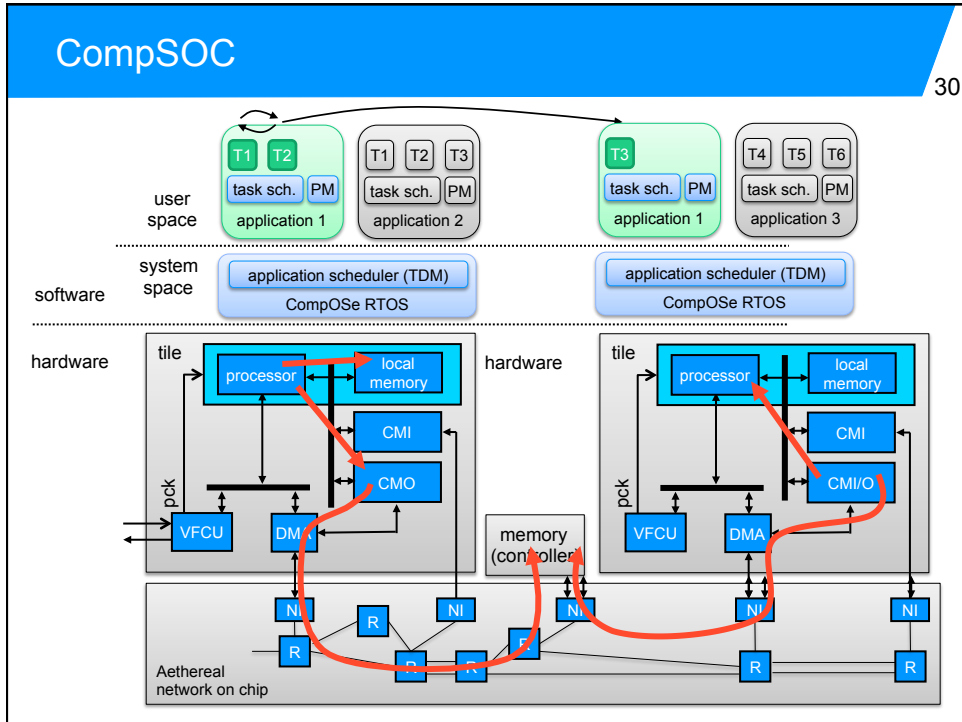 CompSOC
30
T1 T2
task sch. PM
application 1
T1 T2 T3
task sch. PM
application 2
T3
task sch. PM
application 1
T4 T5 T6
task sch. PM
application 3
user
space
system
space
software
application scheduler (TDM)
CompOSe RTOS
application scheduler (TDM)
CompOSe RTOS
hardware
tile
processor
local
memory
CMI
CMO
pck
VFCU
DMA
hardware
tile
processor
local
memory
CMI
CMI/O
pck
VFCU
DMA
memory
(controller)
NI
NI
NI
NI
NI
R
R
R
R
R
R
R
Aethereal
network on chip